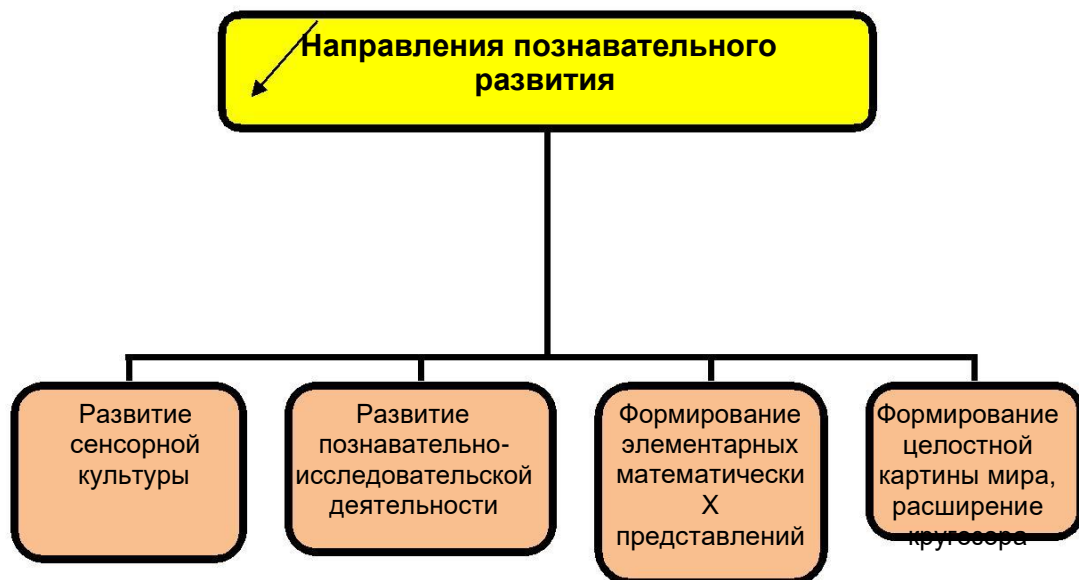 Направления познавательного
развития
Развитие
сенсорной
культуры
Развитие
познавательно-
исследовательской
деятельности
Формирование
элементарных
математически
Х
представлений
Формирование
целостной
картины мира,
расширение
кругозора